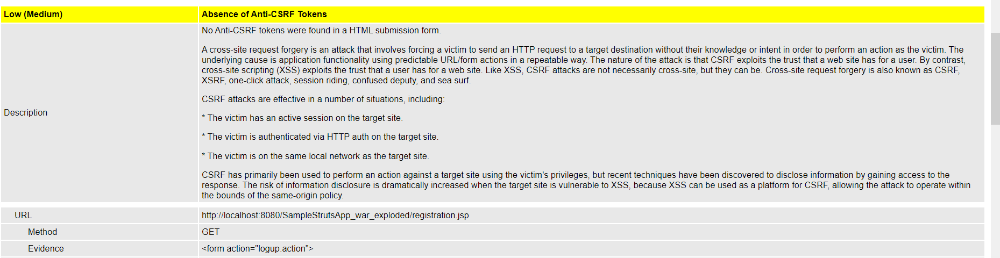 Low (Medium)
Absence of Anti-CSRF Tokens
Description
No Anti-CSRF tokens were found in a HTML submission form.
A cross-site request forgery is an attack that involves forcing a victim to send an HTTP request to a target destination without their knowledge or intent in order to perform an action as the victim. The
underlying cause is application functionality using predictable URL/form actions in a repeatable way. The nature of the attack is that CSRF exploits the trust that a web site has for a user. By contrast,
cross-site scripting (XSS) exploits the trust that a user has for a web site. Like XSS, CSRF attacks are not necessarily cross-site, but they can be. Cross-site request forgery is also known as CSRF,
XSRF, one-click attack, session riding, confused deputy, and sea surf.
CSRF attacks are effective in a number of situations, including:
* The victim has an active session on the target site.
* The victim is authenticated via HTTP auth on the target site.
* The victim is on the same local network as the target site.
CSRF has primarily been used to perform an action against a target site using the victim's privileges, but recent techniques have been discovered to disclose information by gaining access to the
response. The risk of information disclosure is dramatically increased when the target site is vulnerable to XSS, because XSS can be used as a platform for CSRF, allowing the attack to operate within
the bounds of the same-origin policy.
URL
http://localhost:8080/SampleStrutsApp_war_exploded/registration.jsp
Method
GET
Evidence
<form action="logup.action">